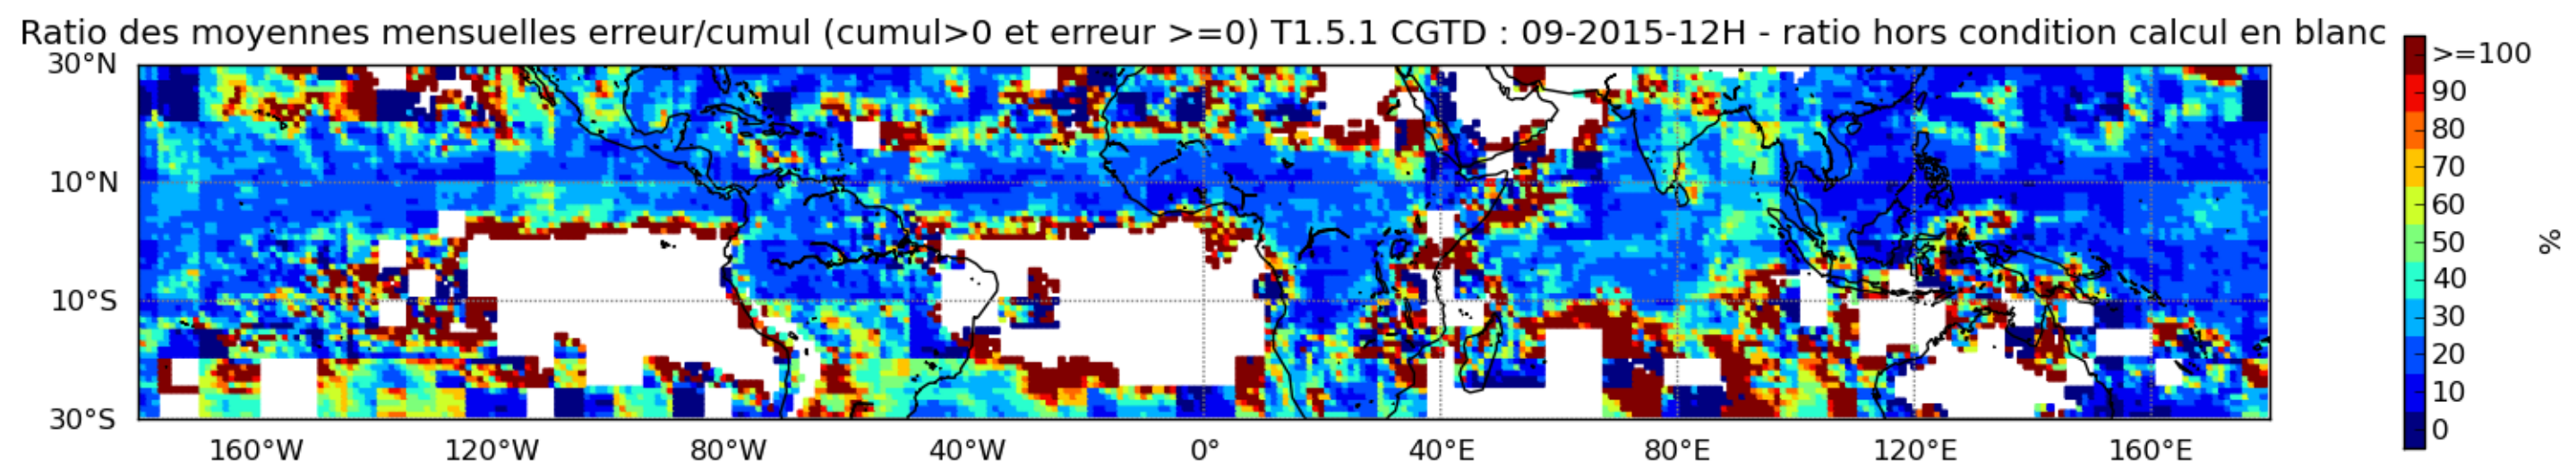 Ratio des moyennes mensuelles erreur/cumul (cumul>0 et erreur >=0) T1.5.1 CGTD : 09-2015-12H - ratio hors condition calcul en blanc
30°N
10°N
10°S
30°S
160°W 120°W 80°W 40°W 0° 40°E 80°E 120°E 160°E
>=100
90
80
70
60
50
40
30
20
10
0
%